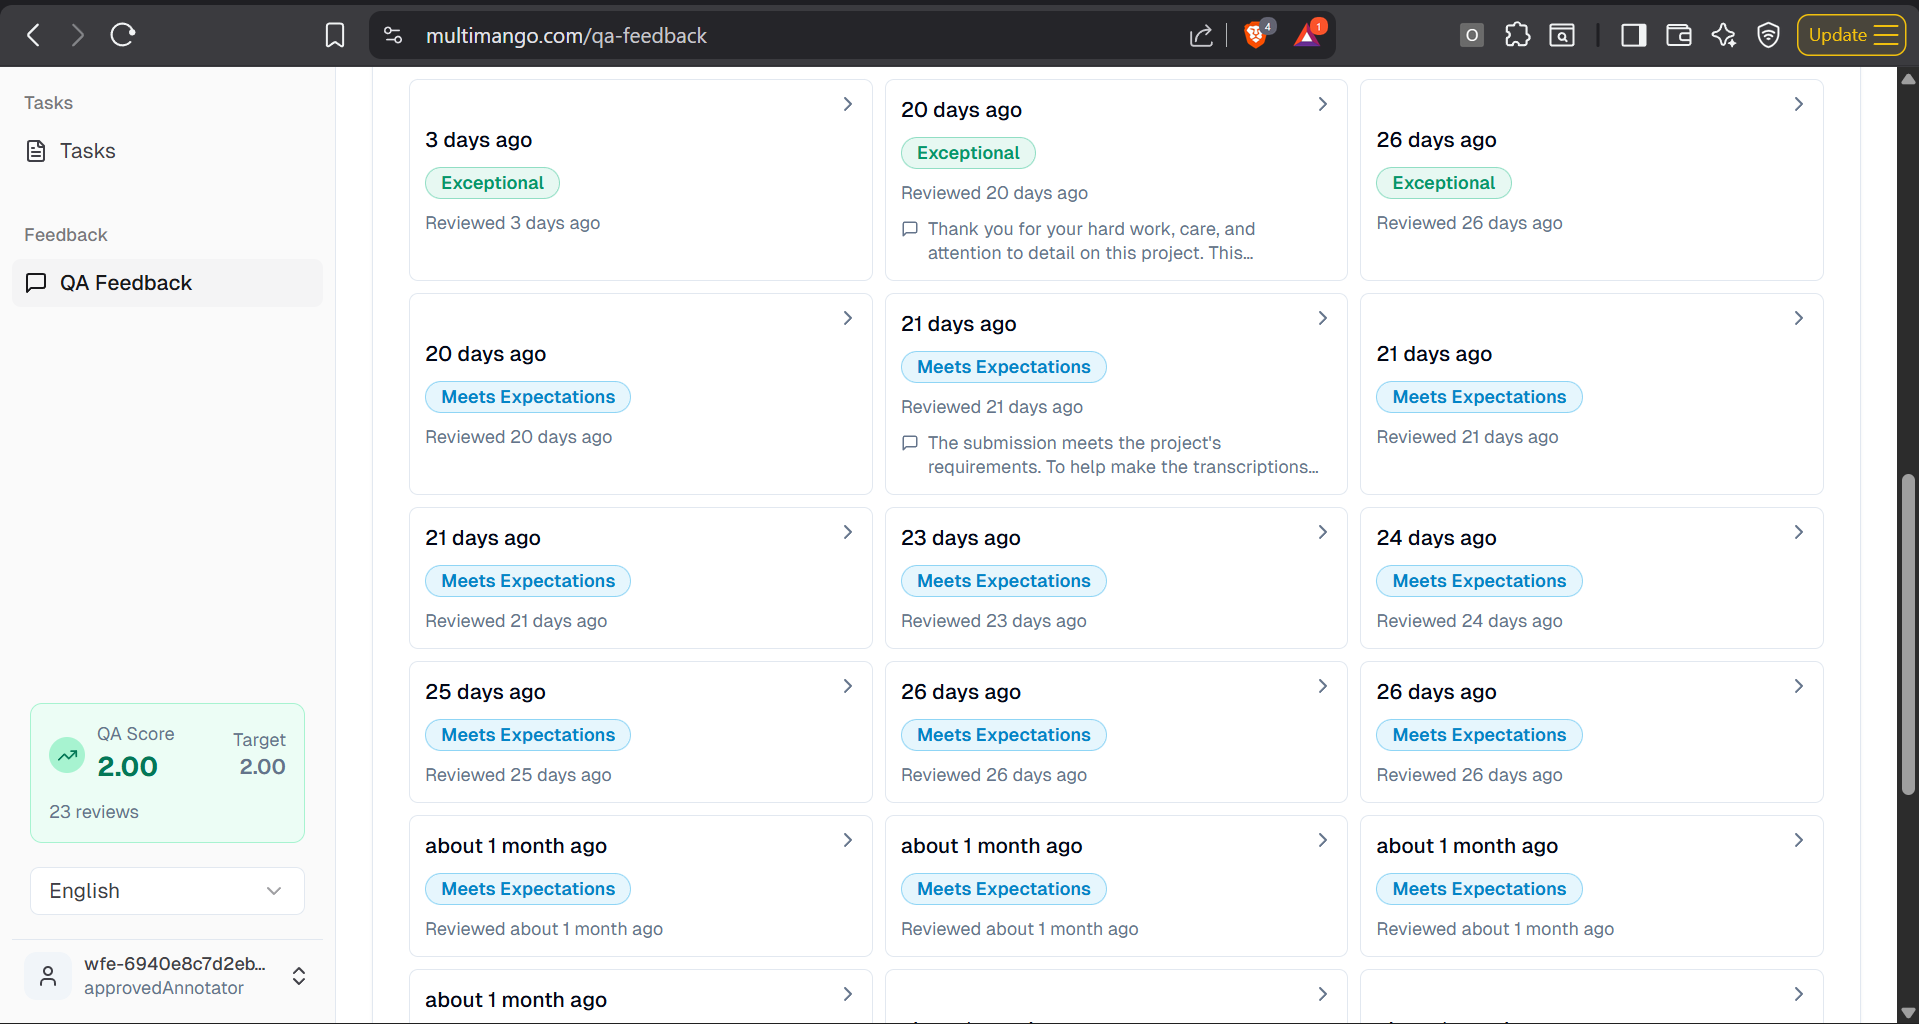 multimango.com/qa-feedback
4
1
O
Update
Tasks
Tasks
Feedback
QA Feedback
QA Score
2.00
Target
2.00
23 reviews
English
wfe-6940e8c7d2eb...
approvedAnnotator
3 days ago
Exceptional
Reviewed 3 days ago
20 days ago
Exceptional
Reviewed 20 days ago
Thank you for your hard work, care, and
attention to detail on this project. This...
26 days ago
Exceptional
Reviewed 26 days ago
20 days ago
Meets Expectations
Reviewed 20 days ago
21 days ago
Meets Expectations
Reviewed 21 days ago
The submission meets the project's
requirements. To help make the transcriptions...
21 days ago
Meets Expectations
Reviewed 21 days ago
21 days ago
Meets Expectations
Reviewed 21 days ago
23 days ago
Meets Expectations
Reviewed 23 days ago
24 days ago
Meets Expectations
Reviewed 24 days ago
25 days ago
Meets Expectations
Reviewed 25 days ago
26 days ago
Meets Expectations
Reviewed 26 days ago
26 days ago
Meets Expectations
Reviewed 26 days ago
about 1 month ago
Meets Expectations
Reviewed about 1 month ago
about 1 month ago
Meets Expectations
Reviewed about 1 month ago
about 1 month ago
Meets Expectations
Reviewed about 1 month ago
about 1 month ago